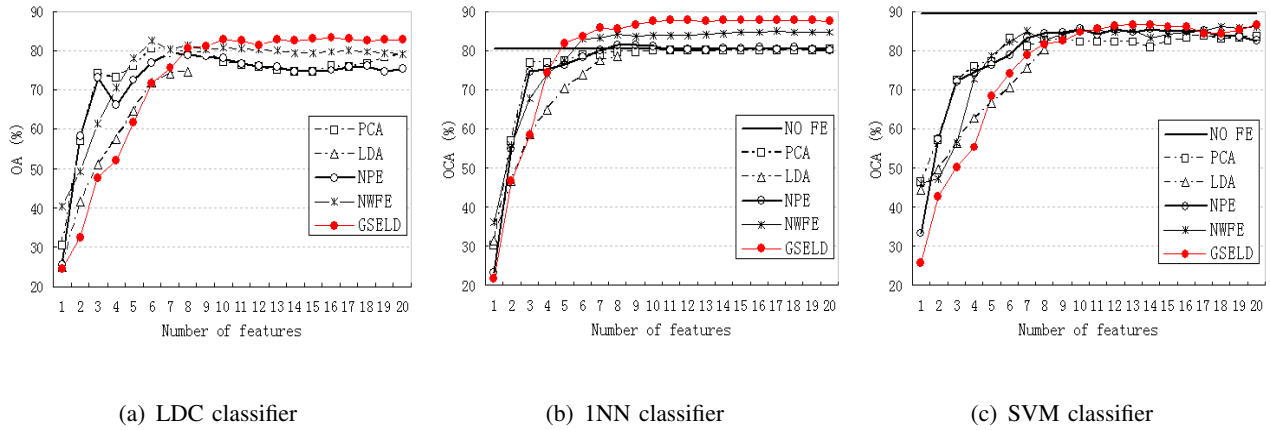 OA (%)
90
80
70
60
50
40
30
20
1 2 3 4 5 6 7 8 9 10 11 12 13 14 15 16 17 18 19 20
Number of features
PCA
LDA
NPE
NWFE
GSELD
(a) LDC classifier
OCA (%)
90
80
70
60
50
40
30
20
1 2 3 4 5 6 7 8 9 10 11 12 13 14 15 16 17 18 19 20
Number of features
NO FE
PCA
LDA
NPE
NWFE
GSELD
(b) 1NN classifier
OCA (%)
90
80
70
60
50
40
30
20
1 2 3 4 5 6 7 8 9 10 11 12 13 14 15 16 17 18 19 20
Number of features
NO FE
PCA
LDA
NPE
NWFE
GSELD
(c) SVM classifier